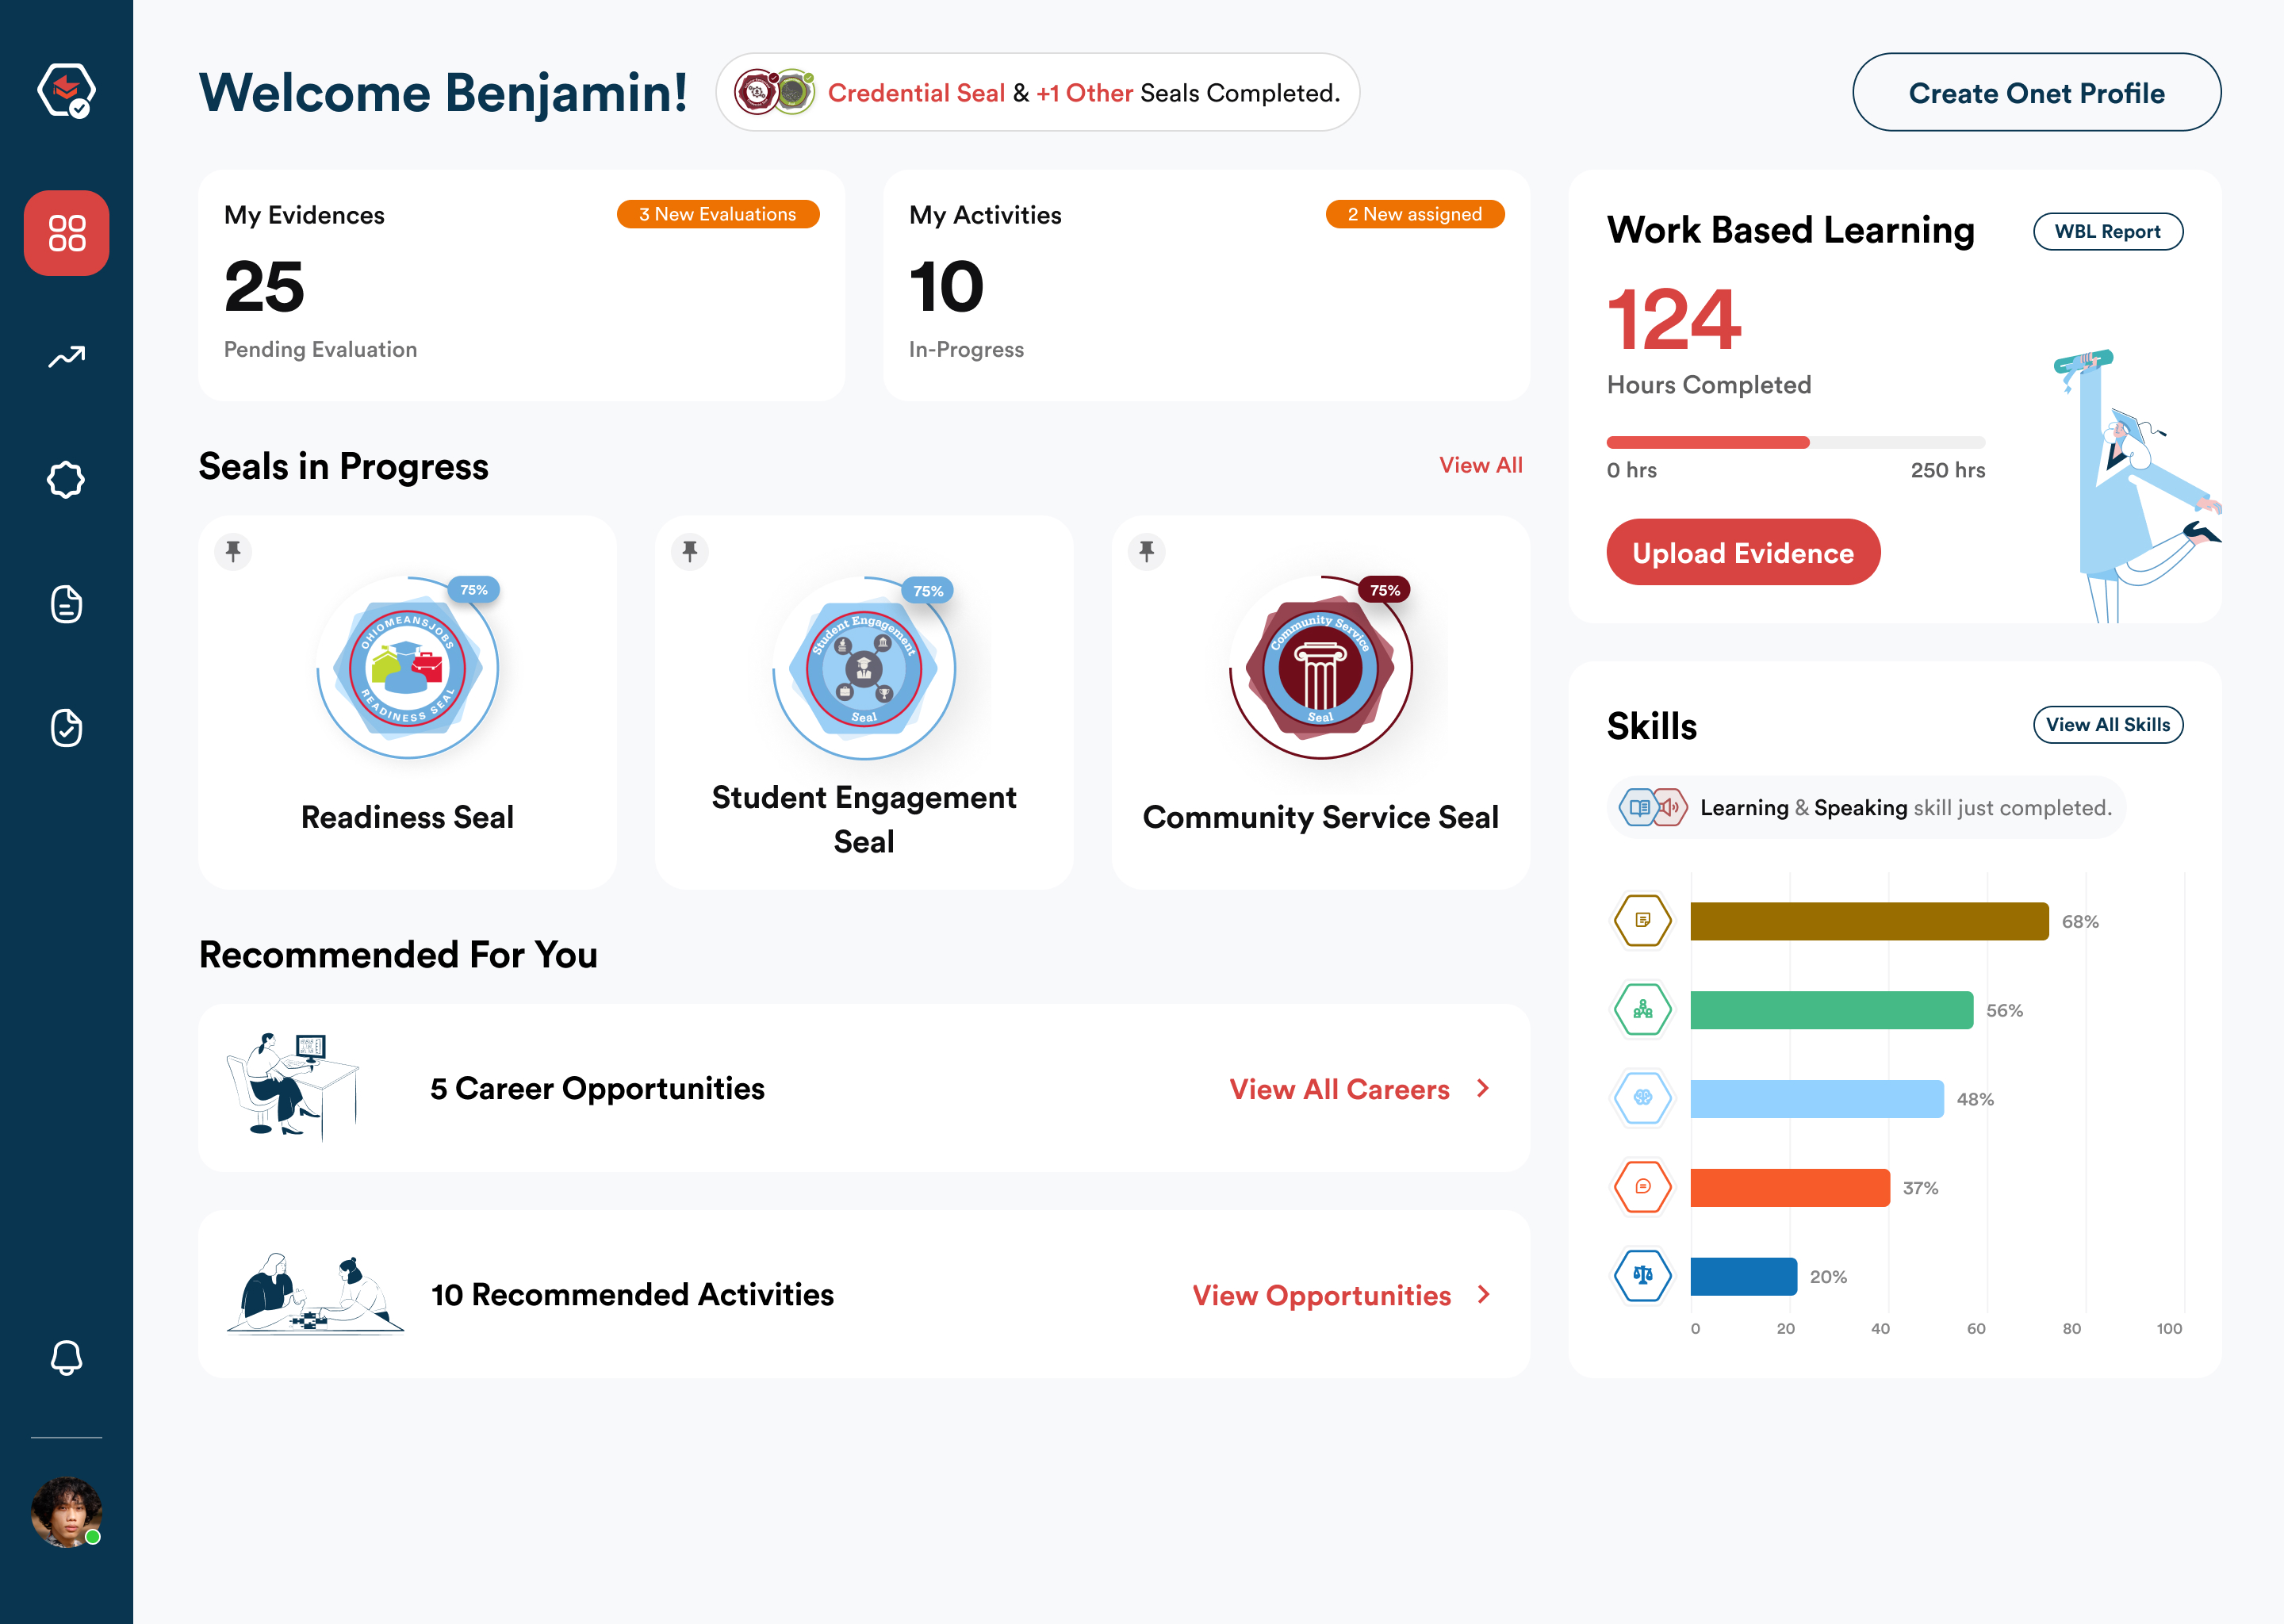 Welcome Benjamin!
Credential Seal & +1 Other Seals Completed.
Create Onet Profile
My Evidences
3 New Evaluations
25
Pending Evaluation
My Activities
2 New assigned
10
In-Progress
Work Based Learning
WBL Report
124
Hours Completed
0 hrs
250 hrs
Upload Evidence
Seals in Progress
View All
75%
OHIOMEANSJOBS
READINESS SEAL
Readiness Seal
75%
Student Engagement
Seal
Student Engagement
Seal
75%
Community Service
Seal
Community Service Seal
Skills
View All Skills
Learning & Speaking skill just completed.
68%
56%
48%
37%
20%
0 20 40 60 80 100
Recommended For You
5 Career Opportunities
View All Careers
10 Recommended Activities
View Opportunities